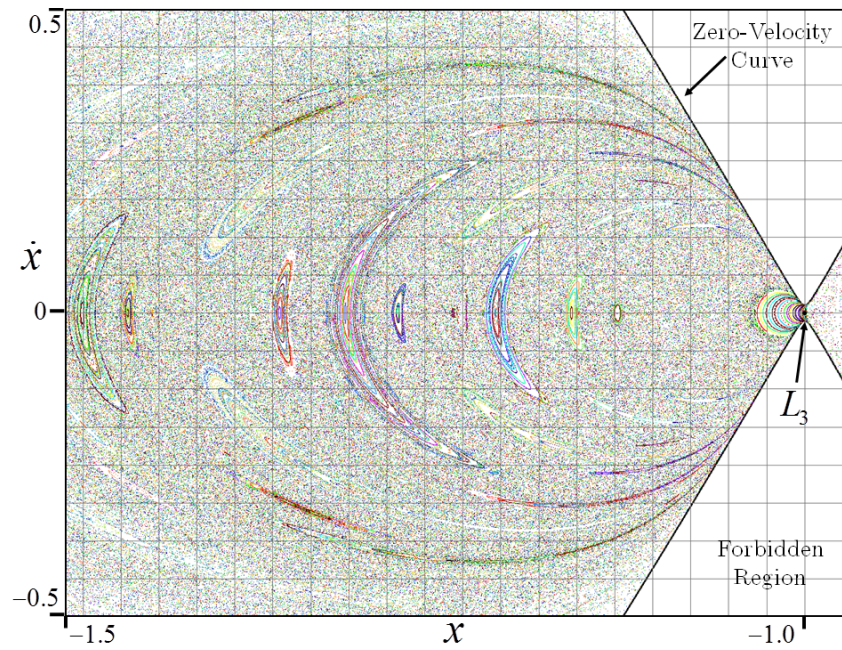 0.5
Zero-Velocity
Curve
ẋ
0
L₃
Forbidden
Region
−0.5
−1.5
x
−1.0